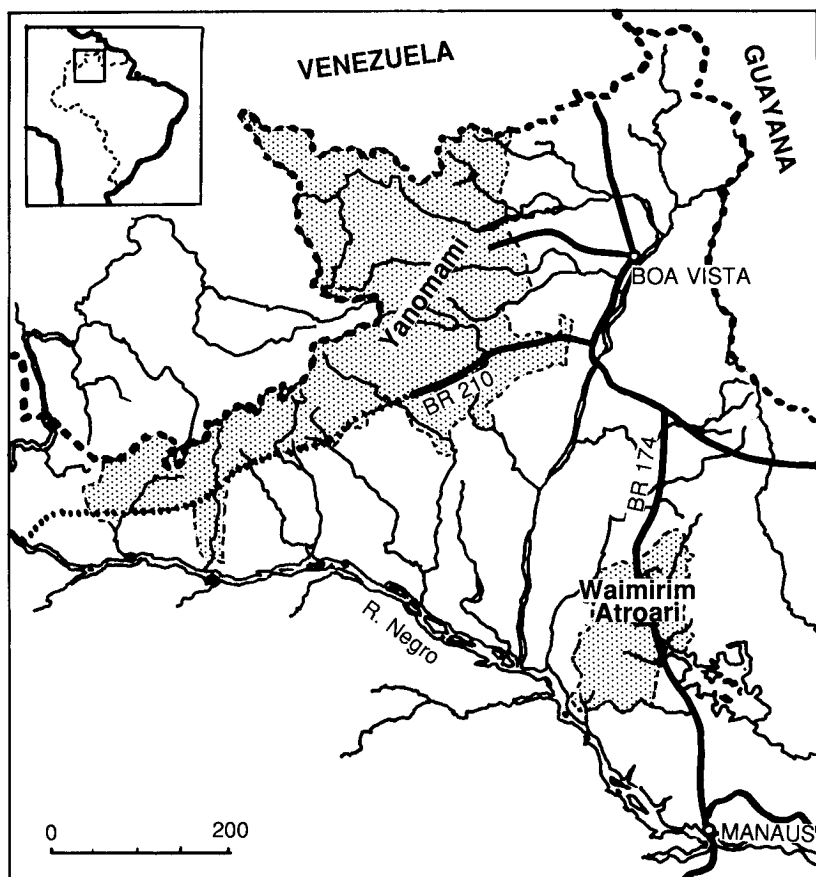 VENEZUELA
GUAYANA
Yanomami
BOA VISTA
BR 210
BR 174
Waimirim
Atroari
R. Negro
0 200
MANAUS